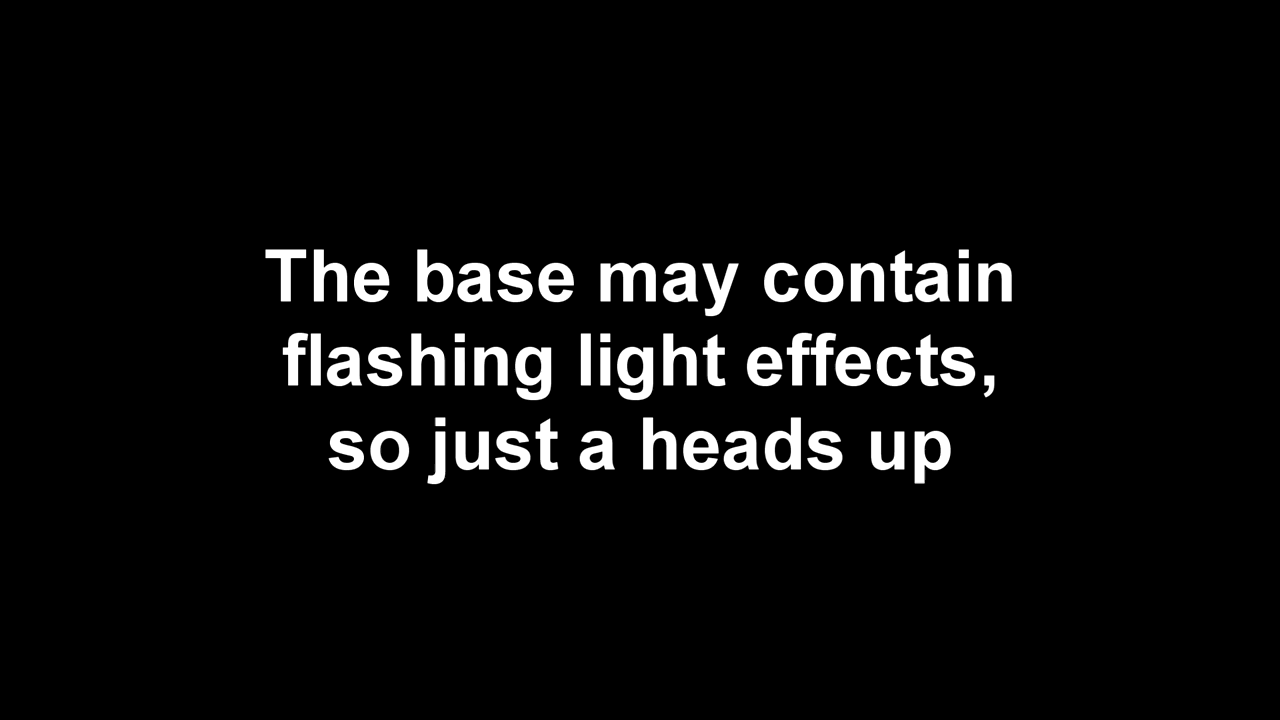 The base may contain
flashing light effects,
so just a heads up